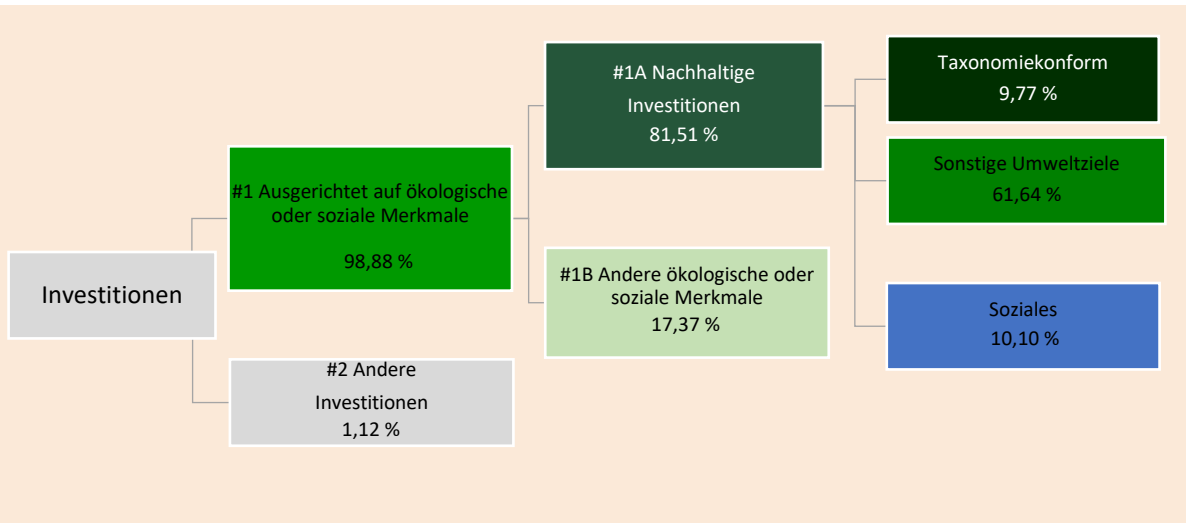 Investitionen
#1 Ausgerichtet auf ökologische
oder soziale Merkmale
98,88 %
#2 Andere
Investitionen
1,12 %
#1A Nachhaltige
Investitionen
81,51 %
#1B Andere ökologische oder
soziale Merkmale
17,37 %
Taxonomiekonform
9,77 %
Sonstige Umweltziele
61,64 %
Soziales
10,10 %